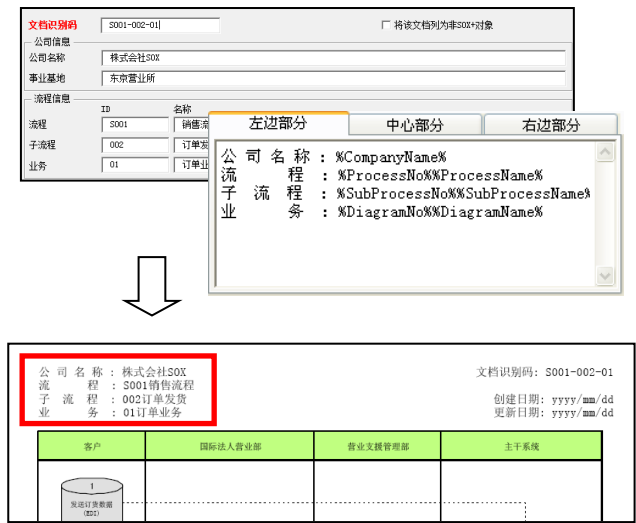 文档识别码 S001-002-01 将该文档列为非SOX+对象
公司信息
公司名称 株式会社SOX
事业基地 东京营业所
流程信息
ID 名称
流程 S001 销售流
子流程 002 订单发
业务 01 订单业
左边部分 中心部分 右边部分
公司名称 : %CompanyName%
流程 : %ProcessNo%%ProcessName%
子流程 : %SubProcessNo%%SubProcessName%
业务 : %DiagramNo%%DiagramName%
公司名称 : 株式会社SOX 文档识别码: S001-002-01
流程 : S001销售流程
子流程 : 002订单发货 创建日期: yyyy/mm/dd
业务 : 01订单业务 更新日期: yyyy/mm/dd
客户 国际法人营业部 营业支援管理部 主干系统
1
发送订货数据
(EDI)